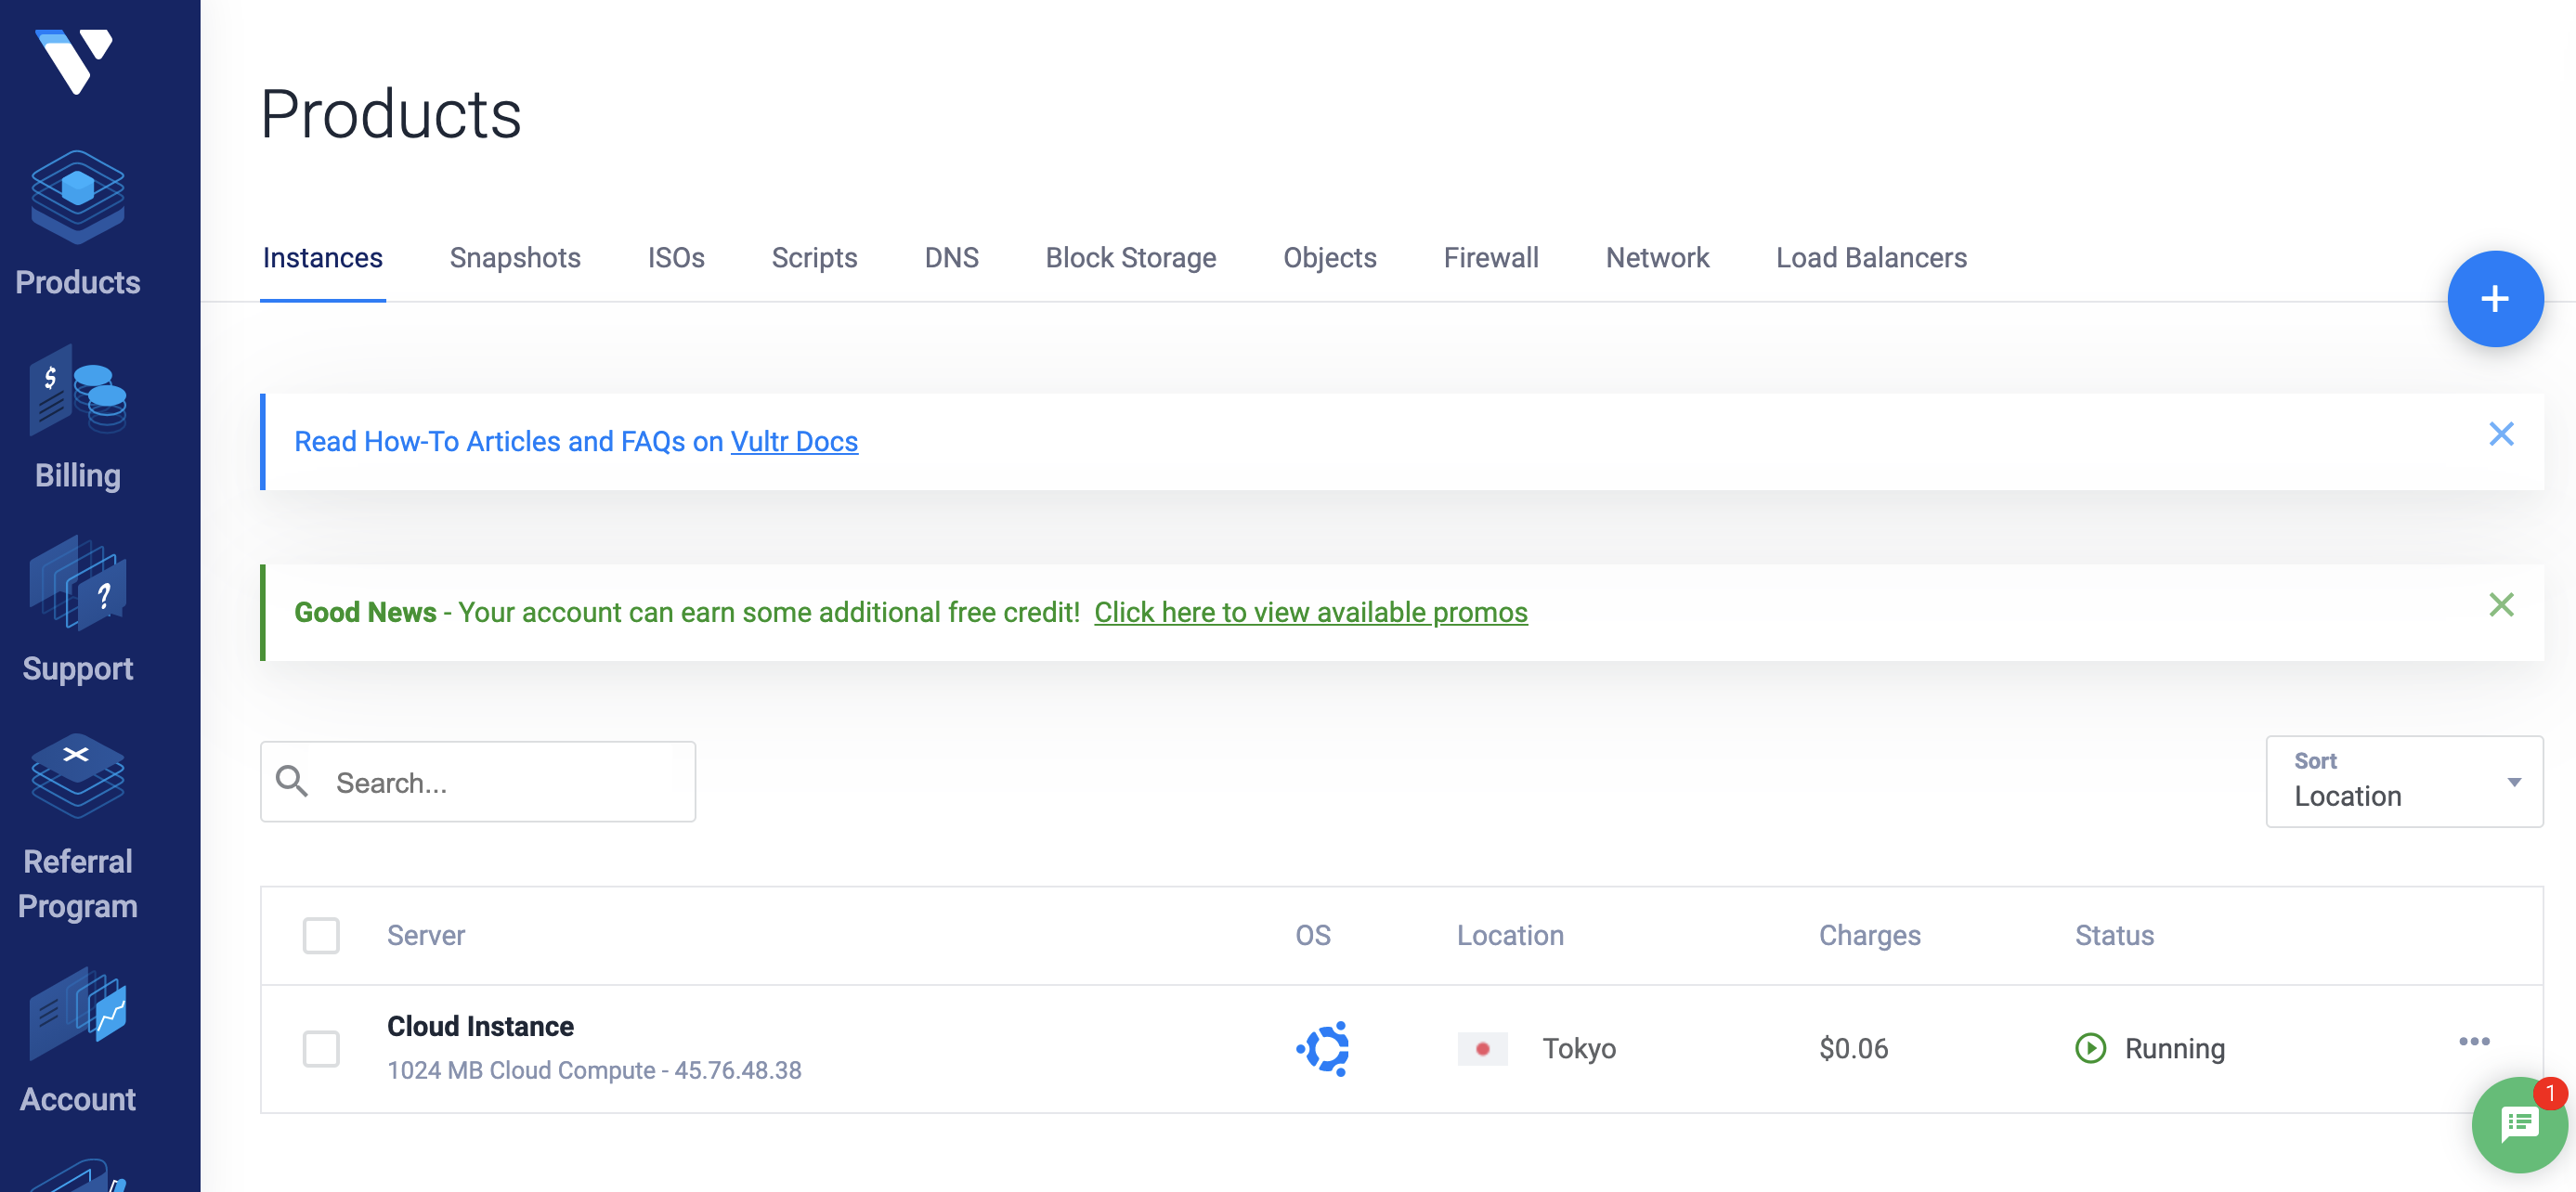 Products
Instances Snapshots ISOs Scripts DNS Block Storage Objects Firewall Network Load Balancers
+
Read How-To Articles and FAQs on Vultr Docs
Good News - Your account can earn some additional free credit! Click here to view available promos
Search...
Sort
Location
Server OS Location Charges Status
Cloud Instance
1024 MB Cloud Compute - 45.76.48.38
Tokyo $0.06 Running
1
Products
$
Billing
?
Support
Referral
Program
Account